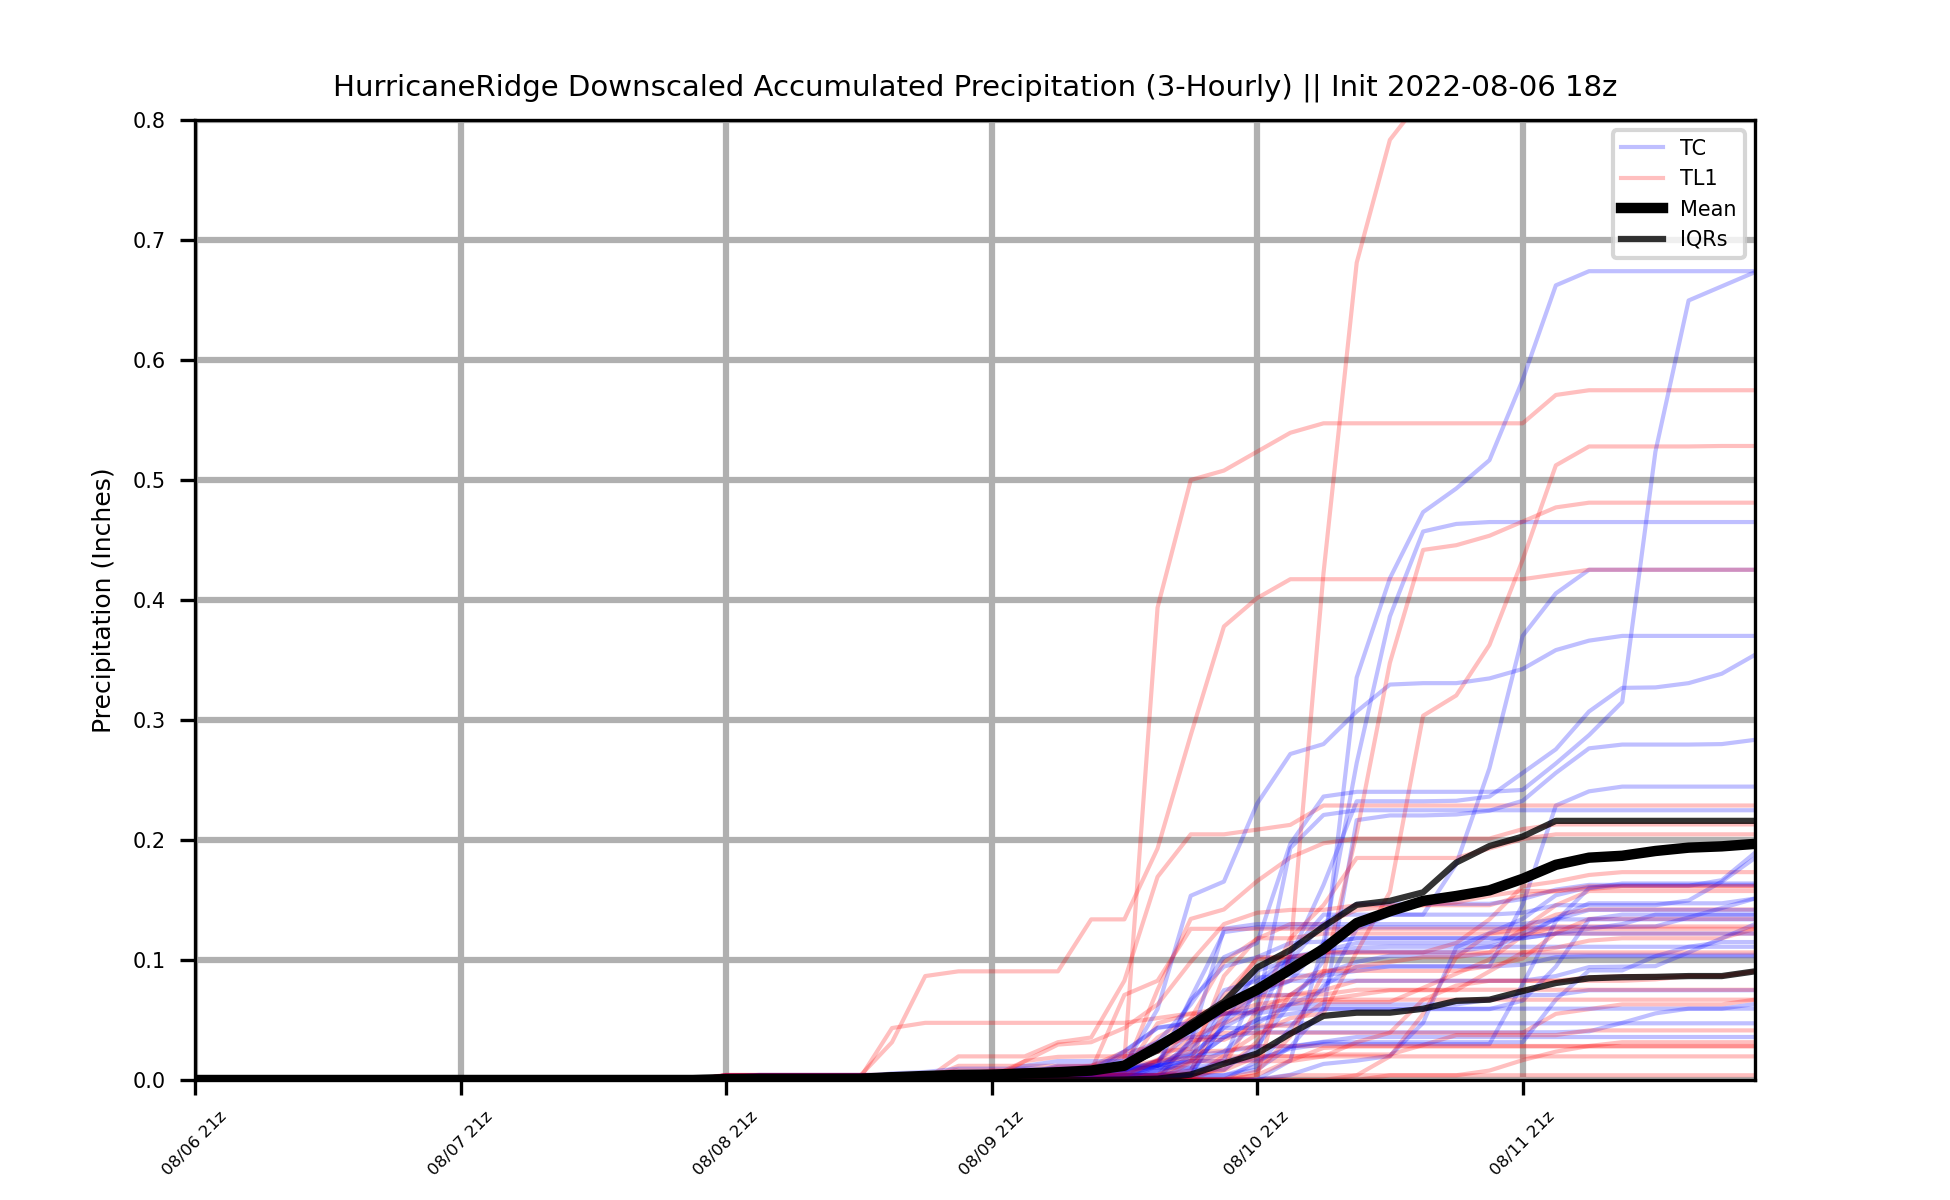 HurricaneRidge Downscaled Accumulated Precipitation (3-Hourly) || Init 2022-08-06 18z
TC
TL1
Mean
IQRs
Precipitation (Inches)
0.8
0.7
0.6
0.5
0.4
0.3
0.2
0.1
0.0
08/06 21z
08/07 21z
08/08 21z
08/09 21z
08/10 21z
08/11 21z